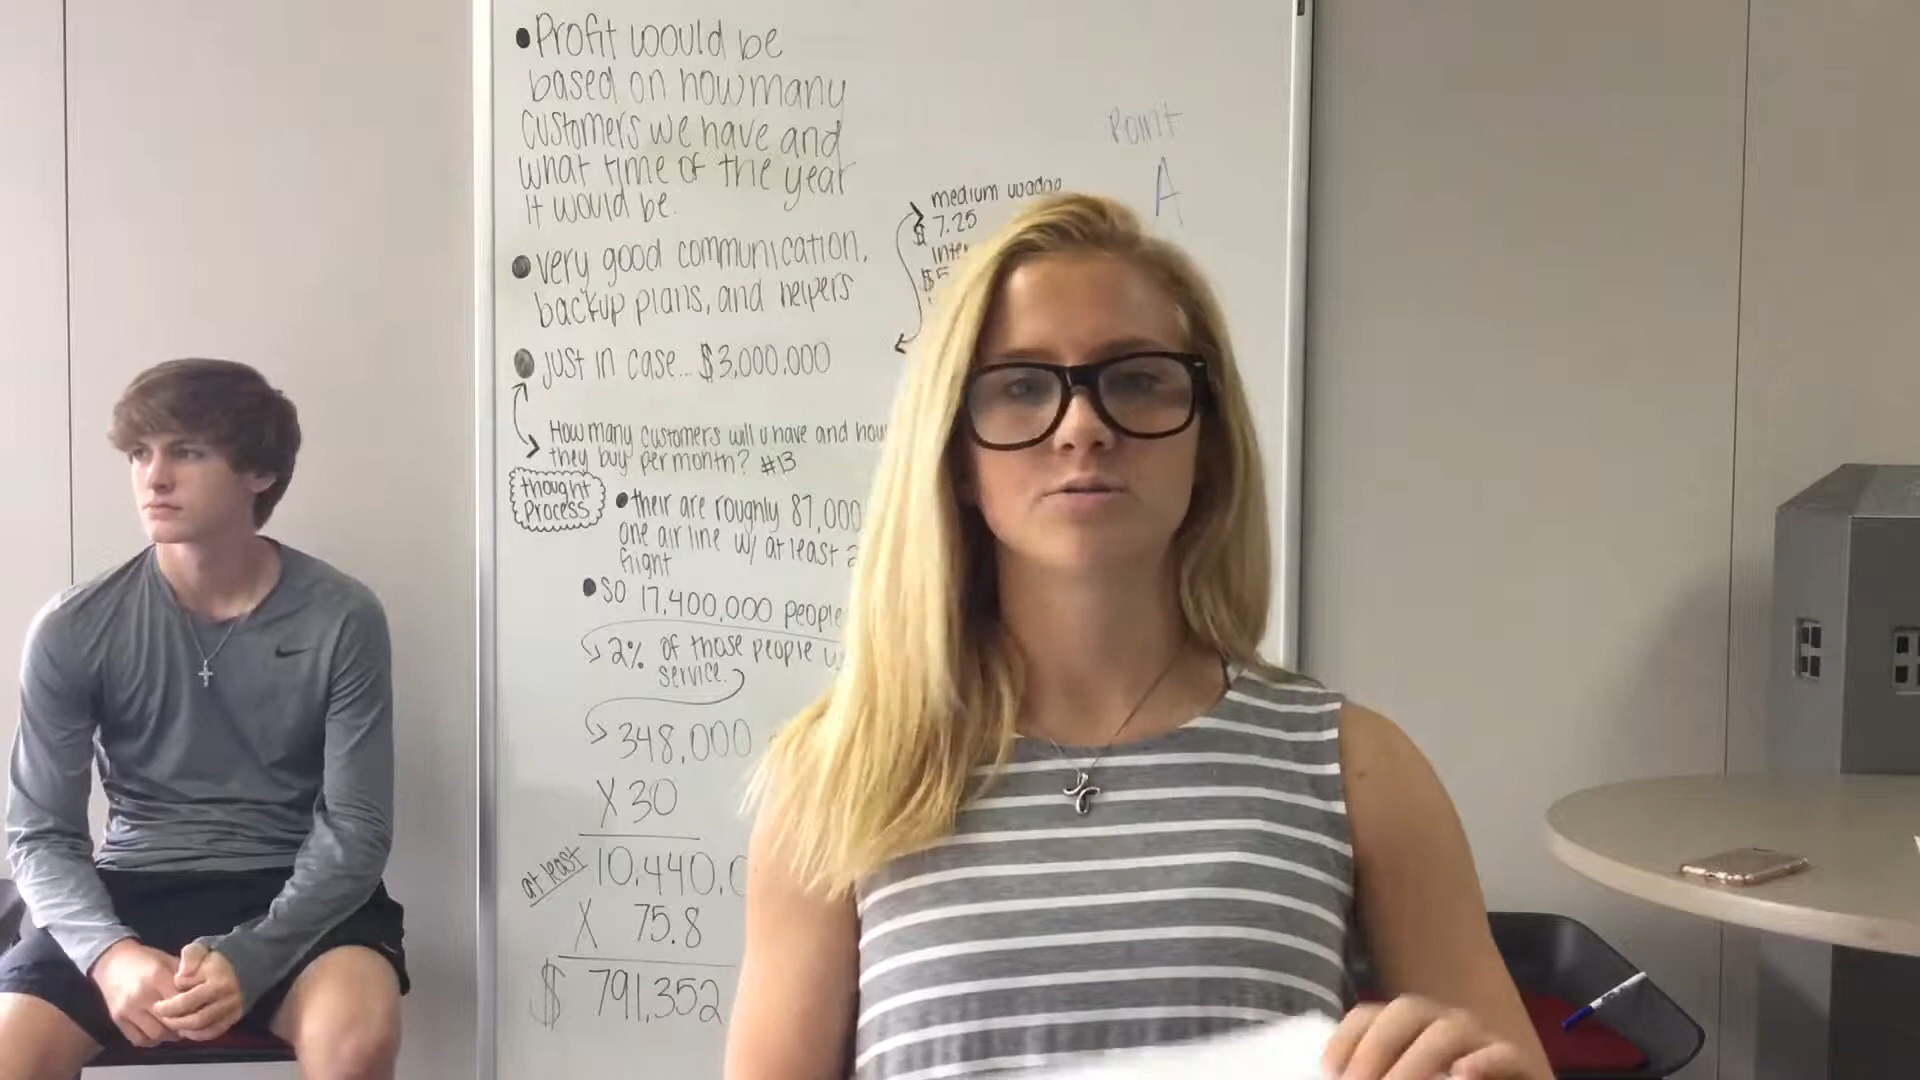 •Profit would be
based on how many
customers we have and
what time of the year
it would be.
•very good communication,
backup plans, and helpers
•just in case... $3,000,000
How many customers will u have and how
they buy per month? #13
thought
process
•their are roughly 87,000
one air line w/ at least
flight
•so 17,400,000 people
2% of those people
service.
348,000
X 30
at least
10,440,0
X 75.8
$ 791,352
medium
$ 7.25
$5
Point
A